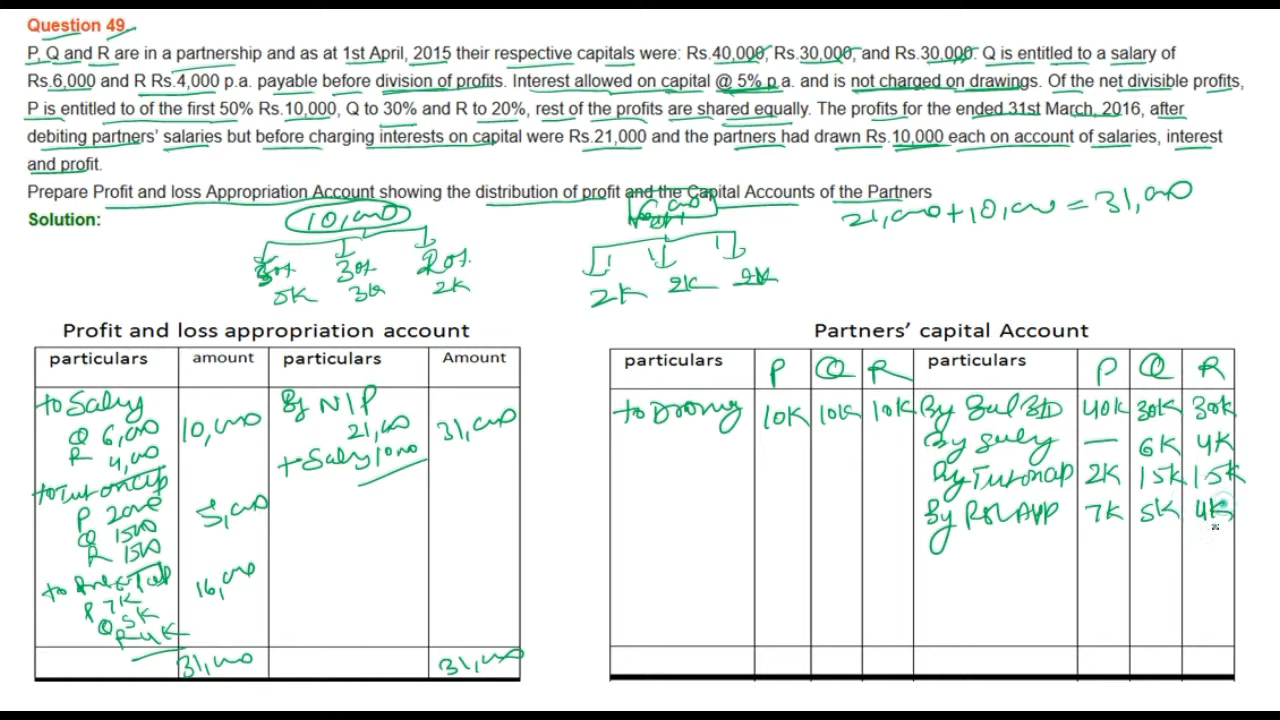 Question 49
P, Q and R are in a partnership and as at 1st April, 2015 their respective capitals were: Rs.40,000, Rs.30,000, and Rs.30,000. Q is entitled to a salary of
Rs.6,000 and R Rs.4,000 p.a. payable before division of profits. Interest allowed on capital @ 5% p.a. and is not charged on drawings. Of the net divisible profits,
P is entitled to of the first 50% Rs.10,000, Q to 30% and R to 20%, rest of the profits are shared equally. The profits for the ended 31st March, 2016, after
debiting partners' salaries but before charging interests on capital were Rs.21,000 and the partners had drawn Rs.10,000 each on account of salaries, interest
and profit.
Prepare Profit and loss Appropriation Account showing the distribution of profit and the Capital Accounts of the Partners
Solution:
10,000
6,000
21,000 + 10,000 = 31,000
30% 20%
5K 3K 2K
2K 2K 2K
Profit and loss appropriation account
particulars amount particulars Amount
to Salary
Q 6,000 10,000
R 4,000
P 2000 5,000
Q 1500
R 1500
16,000
P 7K
Q 5K
R 4K
31,000
By N/P
21,000 31,000
+ Salary 10000
31,000
Partners' capital Account
particulars P Q R particulars P Q R
10K 10K 10K By Bal B/D 40K 30K 30K
— 6K 4K
2K 1.5K 1.5K
7K 5K 4K